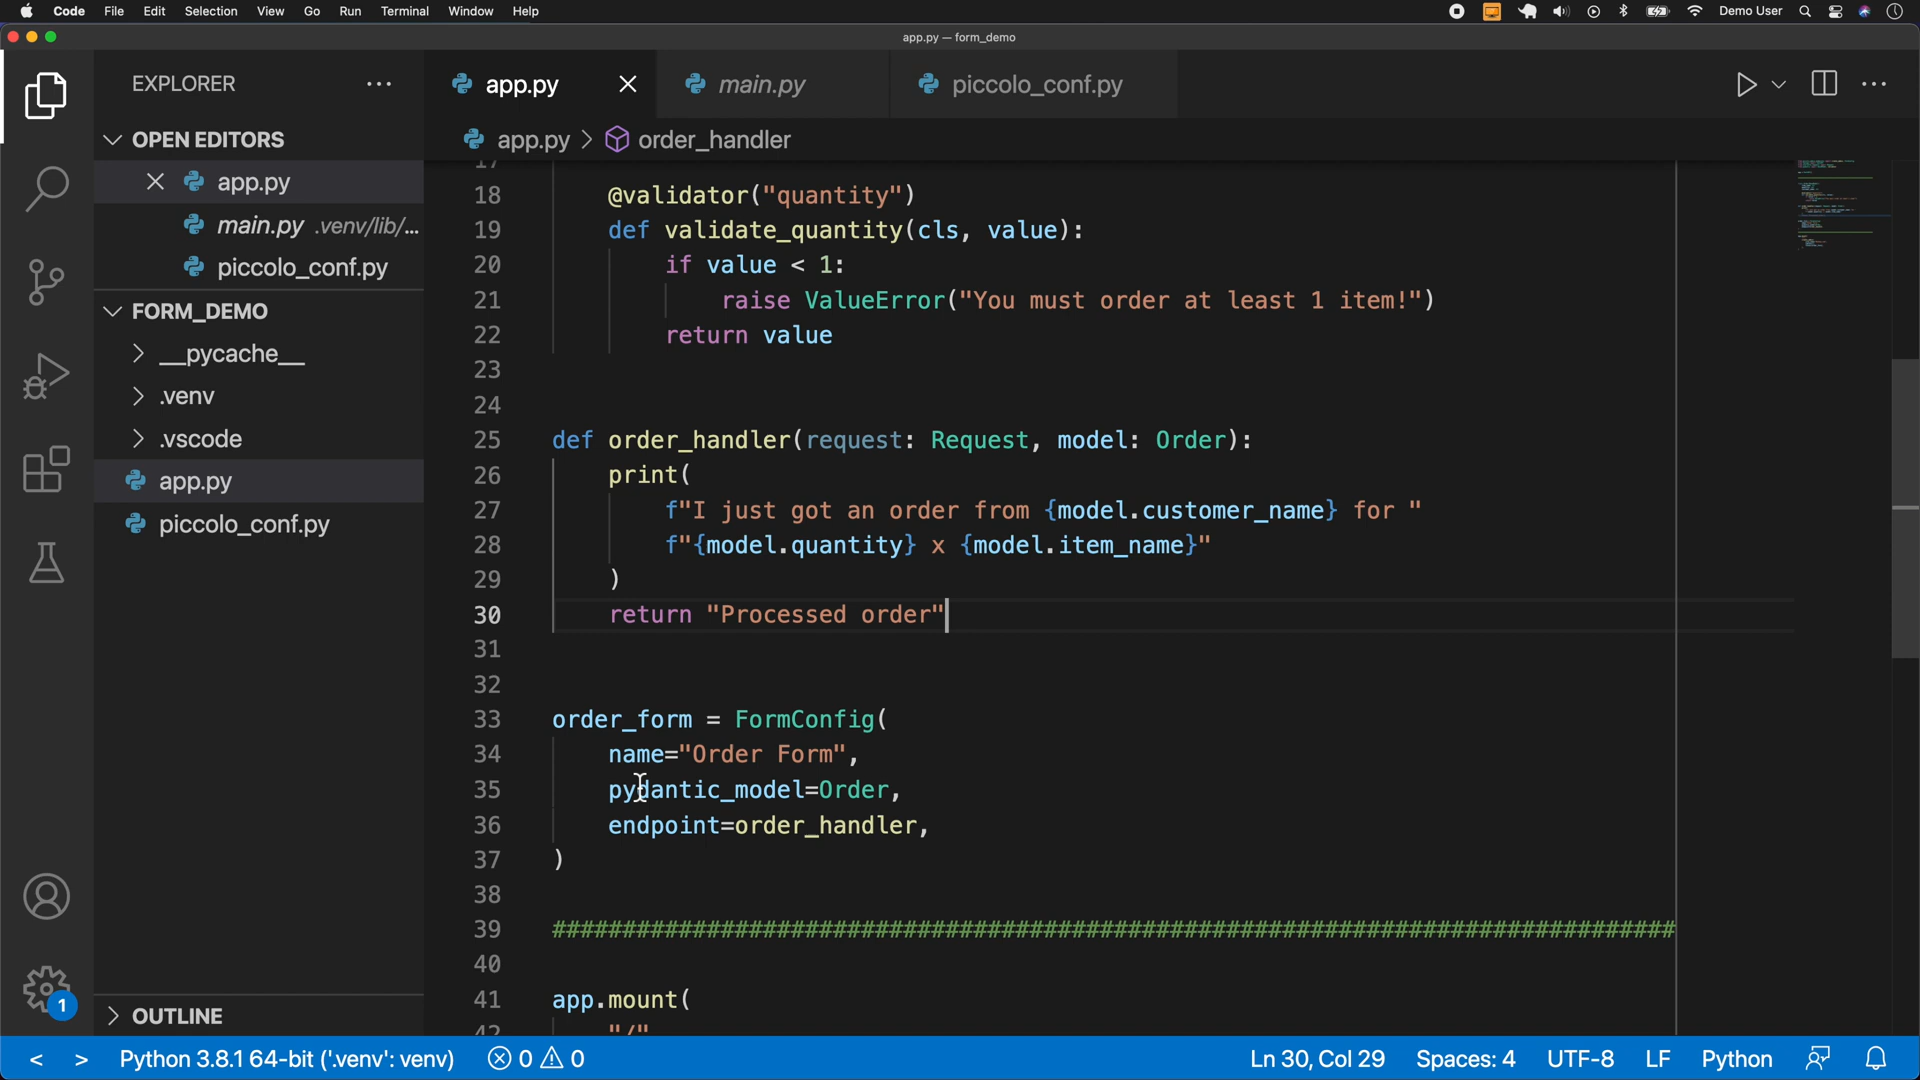 Code File Edit Selection View Go Run Terminal Window Help Demo User
app.py — form_demo
EXPLORER
app.py main.py piccolo_conf.py
OPEN EDITORS
app.py > order_handler
app.py
main.py .venv/lib/...
piccolo_conf.py
FORM_DEMO
__pycache__
.venv
.vscode
app.py
piccolo_conf.py
OUTLINE
17
18 @validator("quantity")
19 def validate_quantity(cls, value):
20 if value < 1:
21 raise ValueError("You must order at least 1 item!")
22 return value
23
24
25 def order_handler(request: Request, model: Order):
26 print(
27 f"I just got an order from {model.customer_name} for "
28 f"{model.quantity} x {model.item_name}"
29 )
30 return "Processed order"
31
32
33 order_form = FormConfig(
34 name="Order Form",
35 pydantic_model=Order,
36 endpoint=order_handler,
37 )
38
39 ################################################################################
40
41 app.mount(
42 "/"
1
< > Python 3.8.1 64-bit ('.venv': venv) 0 0 Ln 30, Col 29 Spaces: 4 UTF-8 LF Python